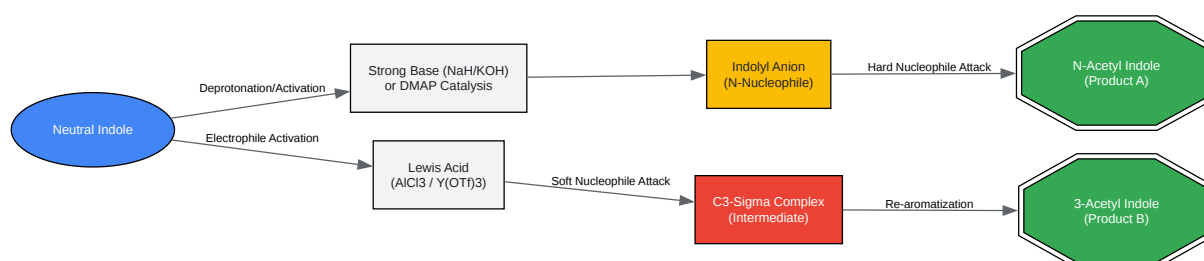 Neutral Indole
Deprotonation/Activation
Strong Base (NaH/KOH)
or DMAP Catalysis
Indolyl Anion
(N-Nucleophile)
Hard Nucleophile Attack
N-Acetyl Indole
(Product A)
Electrophile Activation
Lewis Acid
(AlCl3 / Y(OTf)3)
Soft Nucleophile Attack
C3-Sigma Complex
(Intermediate)
Re-aromatization
3-Acetyl Indole
(Product B)